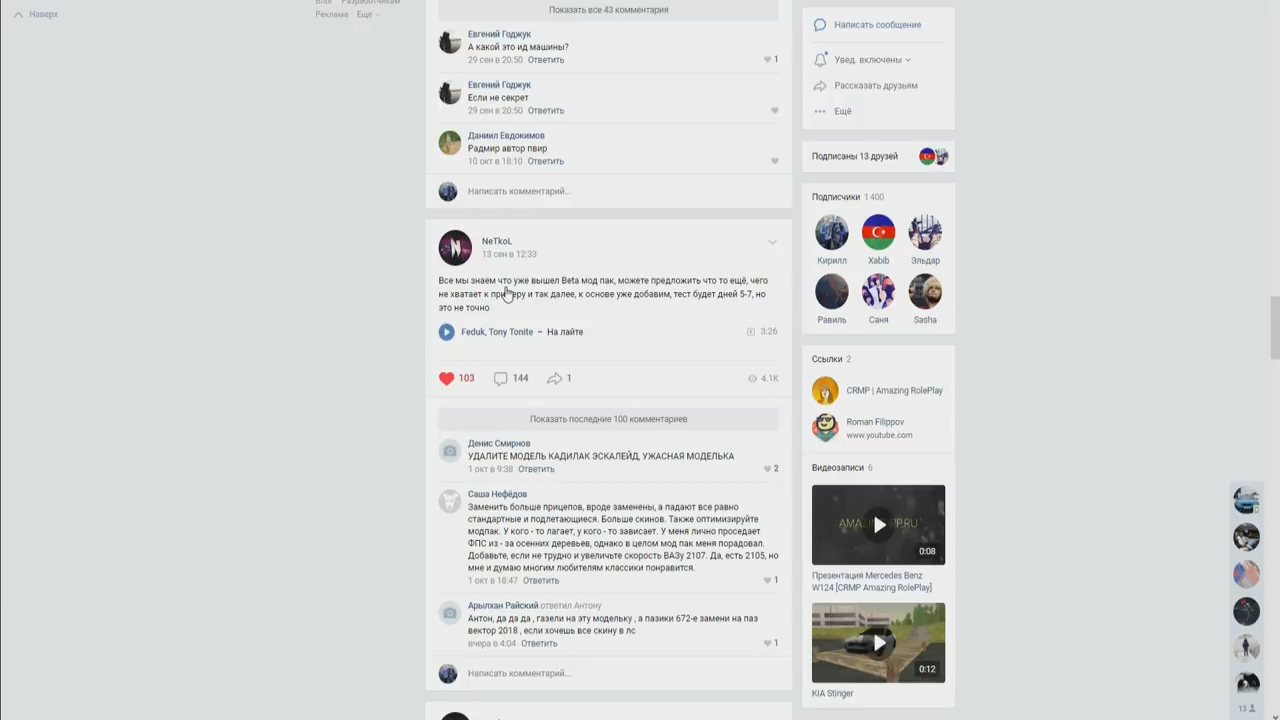 Наверх
Блог Разработчикам
Реклама Ещё
Показать все 43 комментария
Евгений Годжук
А какой это ид машины?
29 сен в 20:50 Ответить
1
Евгений Годжук
Если не секрет
29 сен в 20:50 Ответить
Даниил Евдокимов
Радмир автор пвир
10 окт в 18:10 Ответить
Написать комментарий...
NeTkoL
13 сен в 12:33
Все мы знаем что уже вышел Beta мод пак, можете предложить что то ещё, чего
не хватает к примеру и так далее, к основе уже добавим, тест будет дней 5-7, но
это не точно
Feduk, Tony Tonite – На лайте
3:26
103 144 1 4.1K
Показать последние 100 комментариев
Денис Смирнов
УДАЛИТЕ МОДЕЛЬ КАДИЛАК ЭСКАЛЕЙД, УЖАСНАЯ МОДЕЛЬКА
1 окт в 9:38 Ответить
2
Саша Нефёдов
Заменить больше прицепов, вроде заменены, а падают все равно
стандартные и подлетающиеся. Больше скинов. Также оптимизируйте
модпак. У кого - то лагает, у кого - то зависает. У меня лично проседает
ФПС из - за осенних деревьев, однако в целом мод пак меня порадовал.
Добавьте, если не трудно и увеличьте скорость ВАЗу 2107. Да, есть 2105, но
мне и думаю многим любителям классики понравится.
1 окт в 18:47 Ответить
1
Арылхан Райский ответил Антону
Антон, да да да , газели на эту модельку , а пазики 672-е замени на паз
вектор 2018 , если хочешь все скину в лс
вчера в 4:04 Ответить
1
Написать комментарий...
Написать сообщение
Увед. включены
Рассказать друзьям
Ещё
Подписаны 13 друзей
Подписчики 1 400
Кирилл Xabib Эльдар
Равиль Саня Sasha
Ссылки 2
CRMP | Amazing RolePlay
Roman Filippov
www.youtube.com
Видеозаписи 6
0:08
Презентация Mercedes Benz
W124 [CRMP Amazing RolePlay]
0:12
KIA Stinger
13